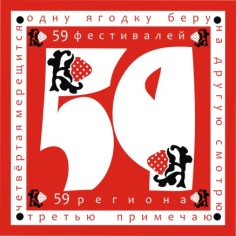 одну ягодку беру
на другую смотрю
третью примечаю
четвёртая мерещится
59 фестивалей
59
59 региона